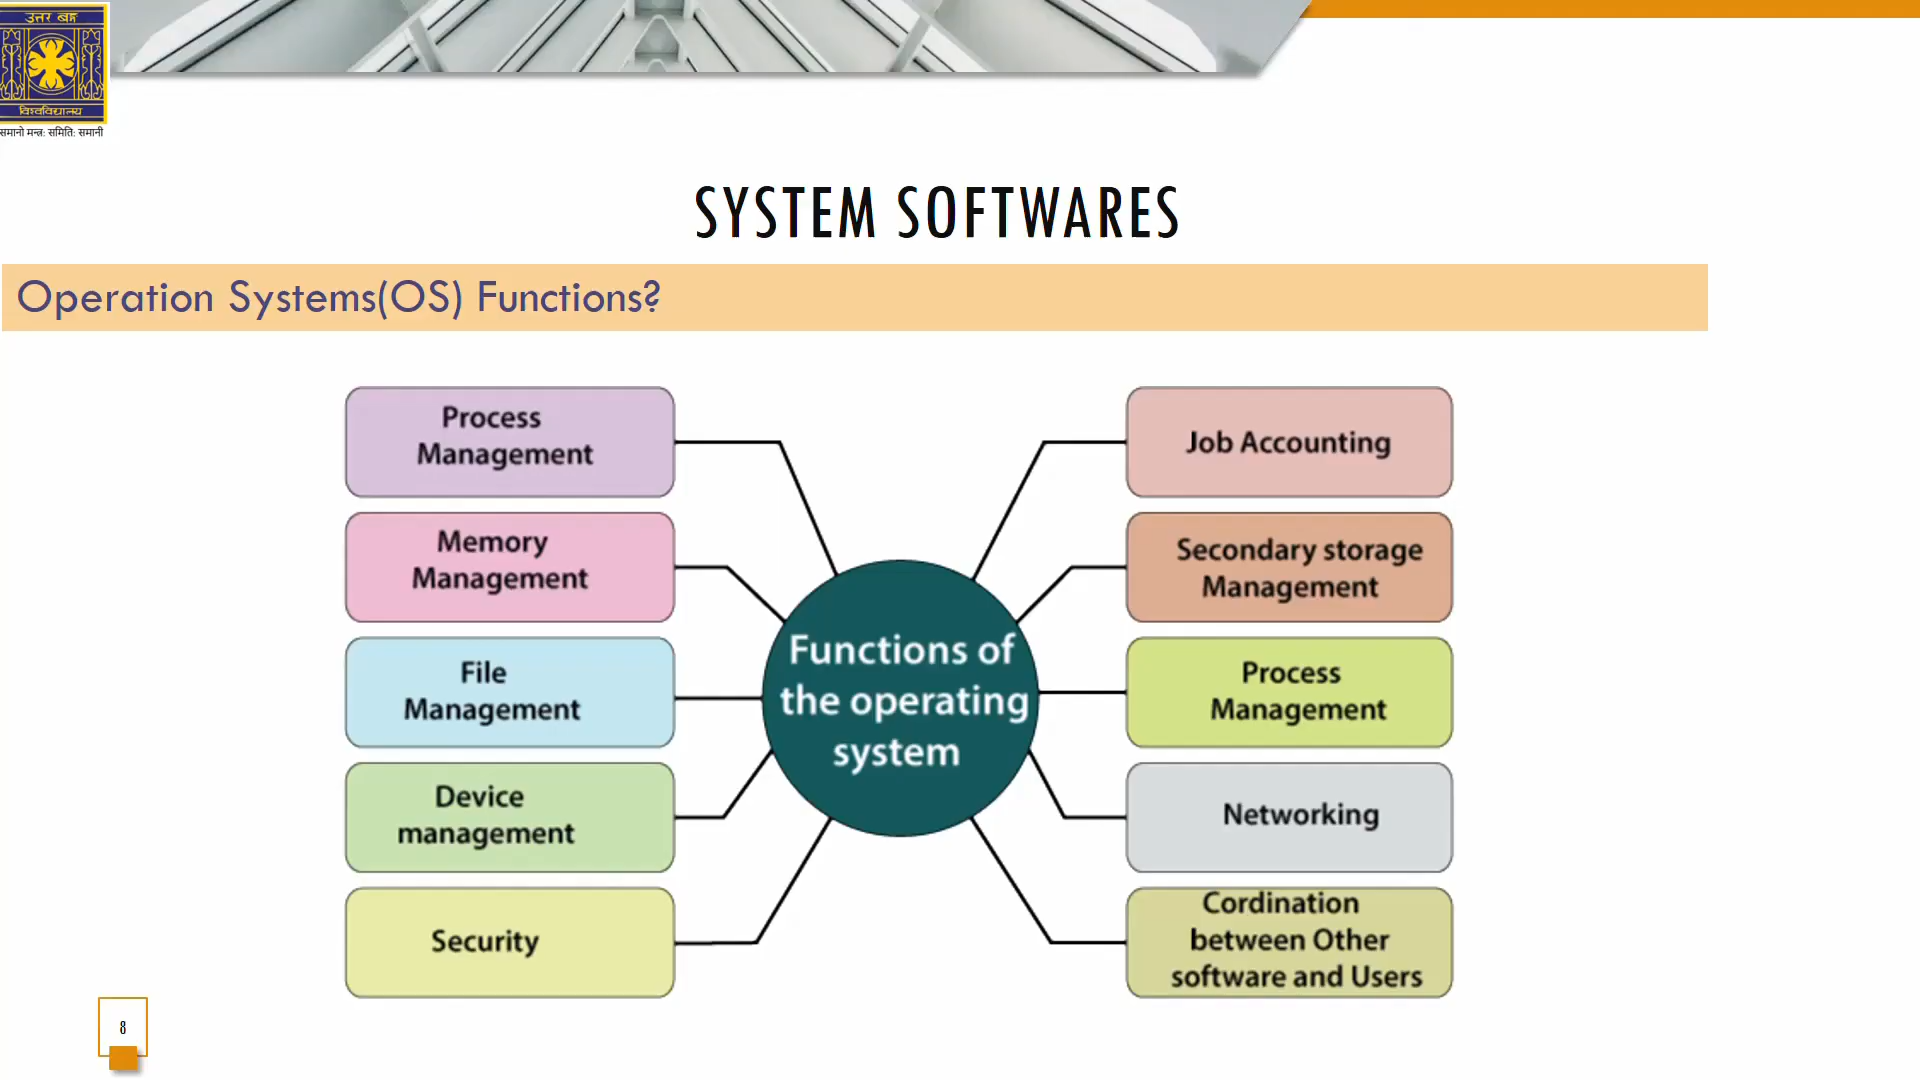 उत्तर बङ्ग
विश्वविद्यालय
समानो मन्त्र: समिति: समानी
SYSTEM SOFTWARES
Operation Systems(OS) Functions?
Process
Management
Memory
Management
File
Management
Device
management
Security
Functions of
the operating
system
Job Accounting
Secondary storage
Management
Process
Management
Networking
Cordination
between Other
software and Users
8